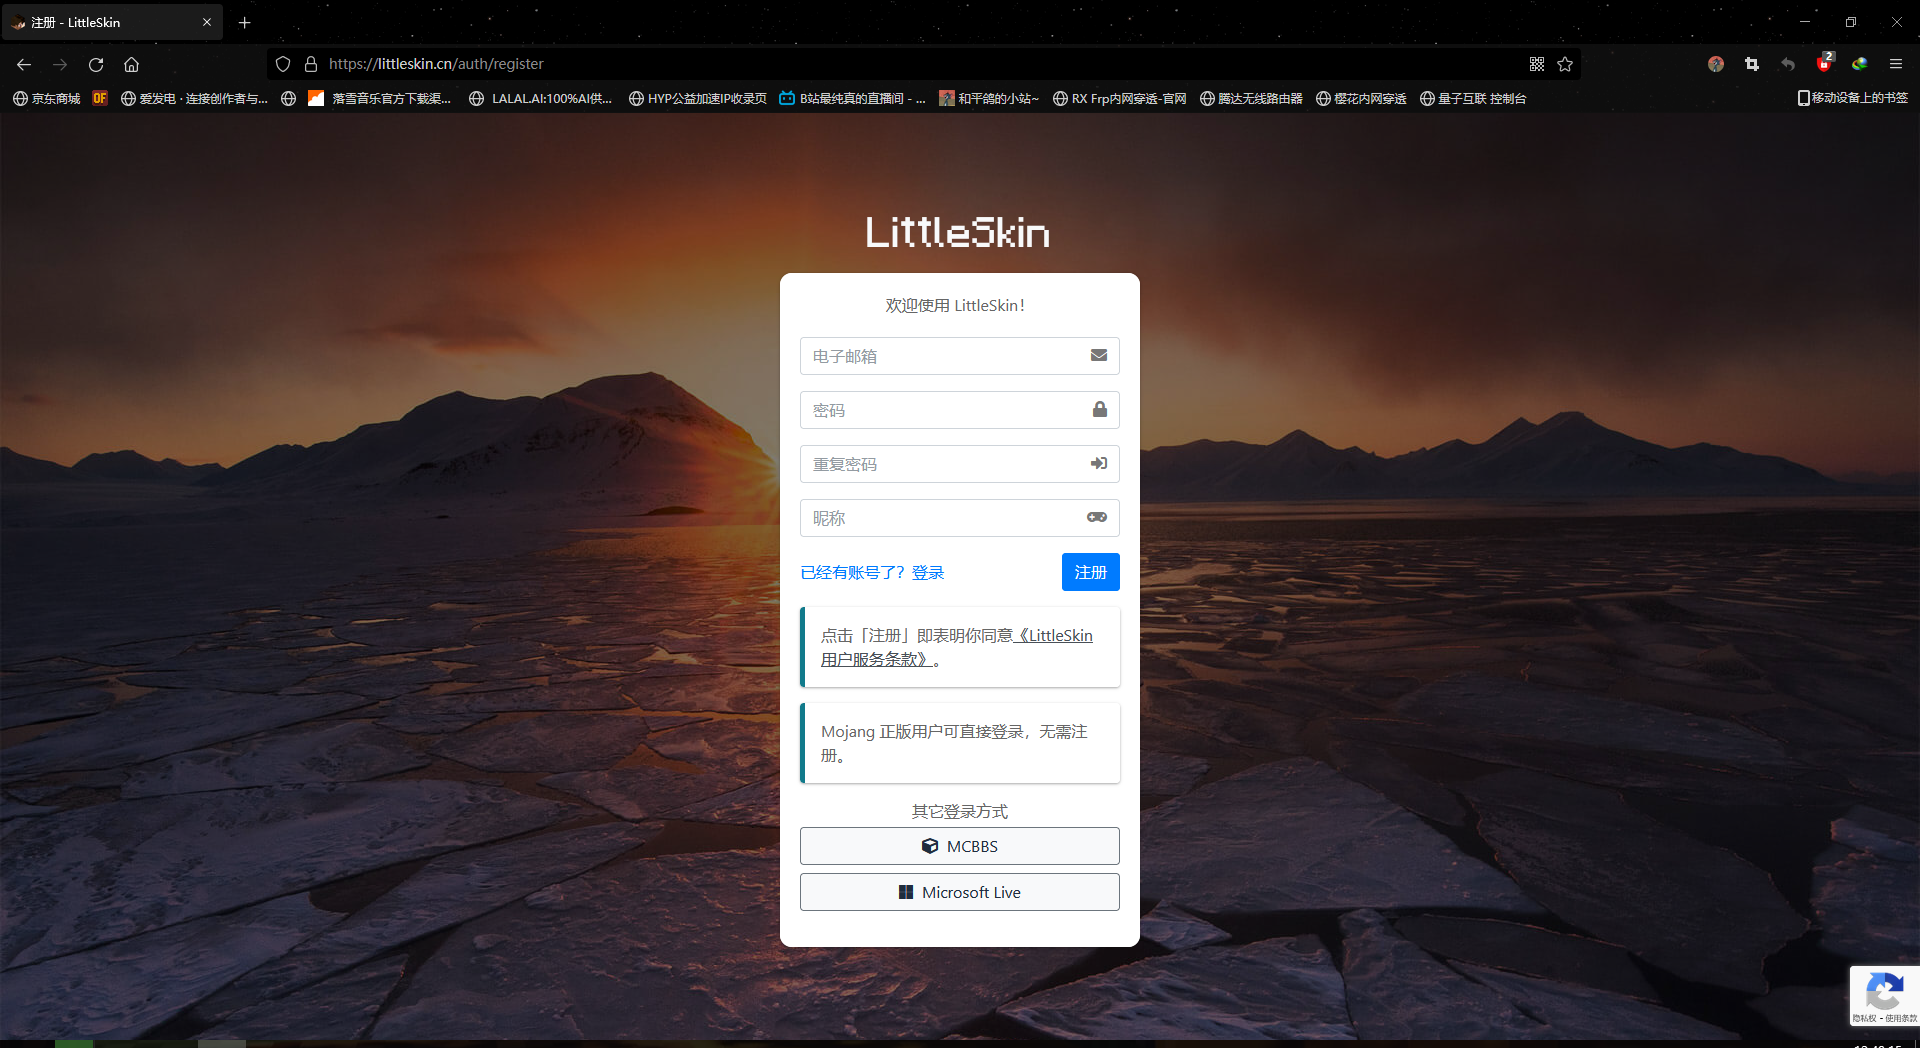 注册 - LittleSkin
https://littleskin.cn/auth/register
2
京东商城
OF
爱发电 · 连接创作者与...
落雪音乐官方下载渠...
LALAL.AI:100%AI供...
HYP公益加速IP收录页
B站最纯真的直播间 - ...
和平鸽的小站~
RX Frp内网穿透-官网
腾达无线路由器
樱花内网穿透
量子互联 控制台
移动设备上的书签
LittleSkin
欢迎使用 LittleSkin！
电子邮箱
密码
重复密码
昵称
已经有账号了？登录
注册
点击「注册」即表明你同意《LittleSkin
用户服务条款》。
Mojang 正版用户可直接登录，无需注
册。
其它登录方式
MCBBS
Microsoft Live
隐私权 - 使用条款